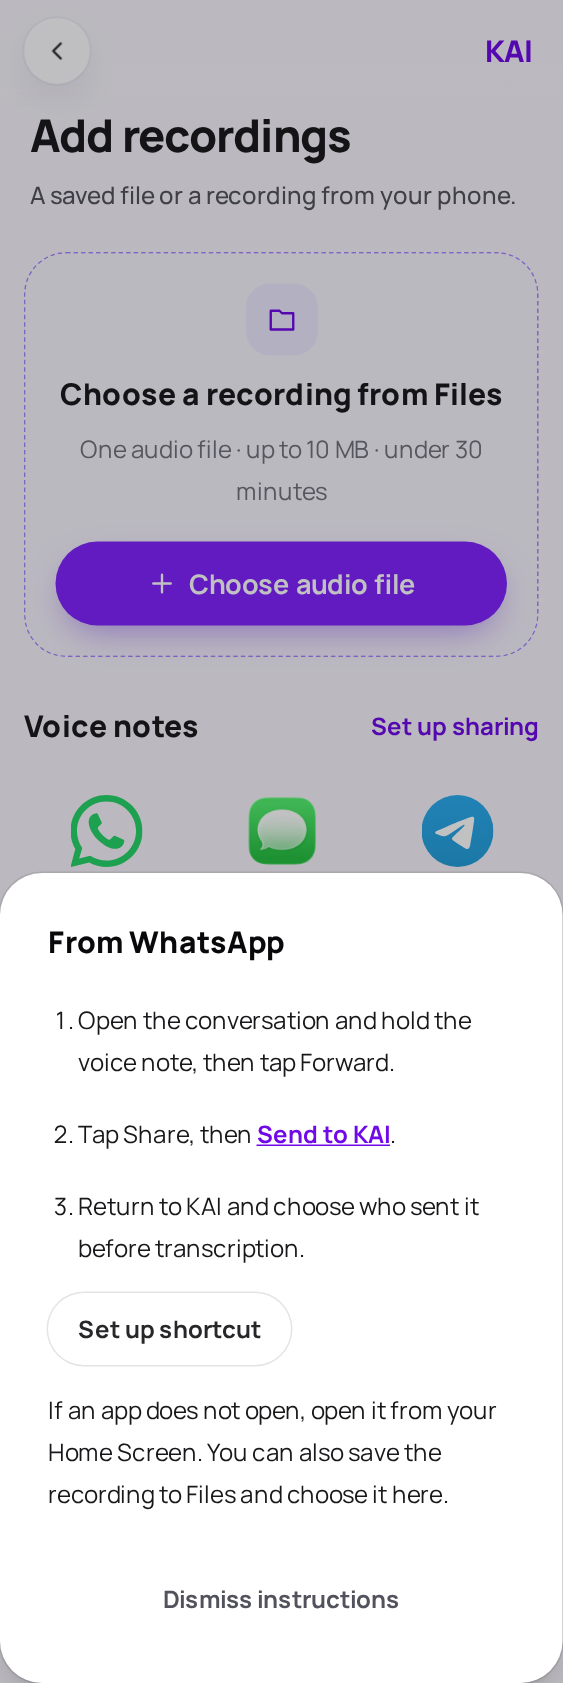 KAI
Add recordings
A saved file or a recording from your phone.
Choose a recording from Files
One audio file · up to 10 MB · under 30
minutes
+ Choose audio file
Voice notes
Set up sharing
From WhatsApp
1. Open the conversation and hold the
voice note, then tap Forward.
2. Tap Share, then Send to KAI.
3. Return to KAI and choose who sent it
before transcription.
Set up shortcut
If an app does not open, open it from your
Home Screen. You can also save the
recording to Files and choose it here.
Dismiss instructions